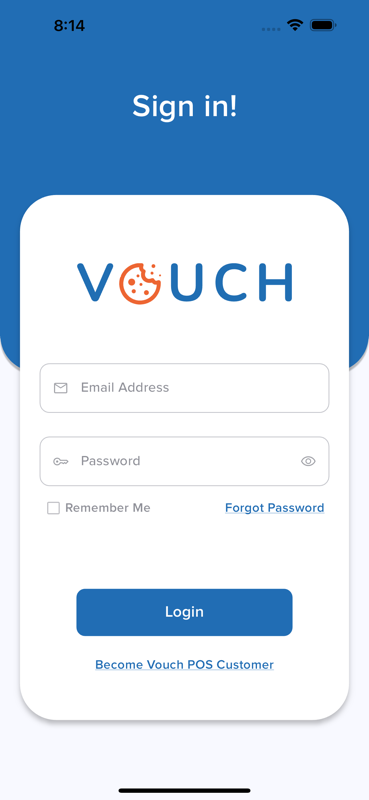 8:14
Sign in!
VOUCH
Email Address
Password
Remember Me
Forgot Password
Login
Become Vouch POS Customer